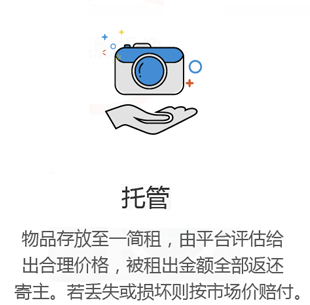 托管
物品存放至一简租，由平台评估给
出合理价格，被租出金额全部返还
寄主。若丢失或损坏则按市场价赔付。